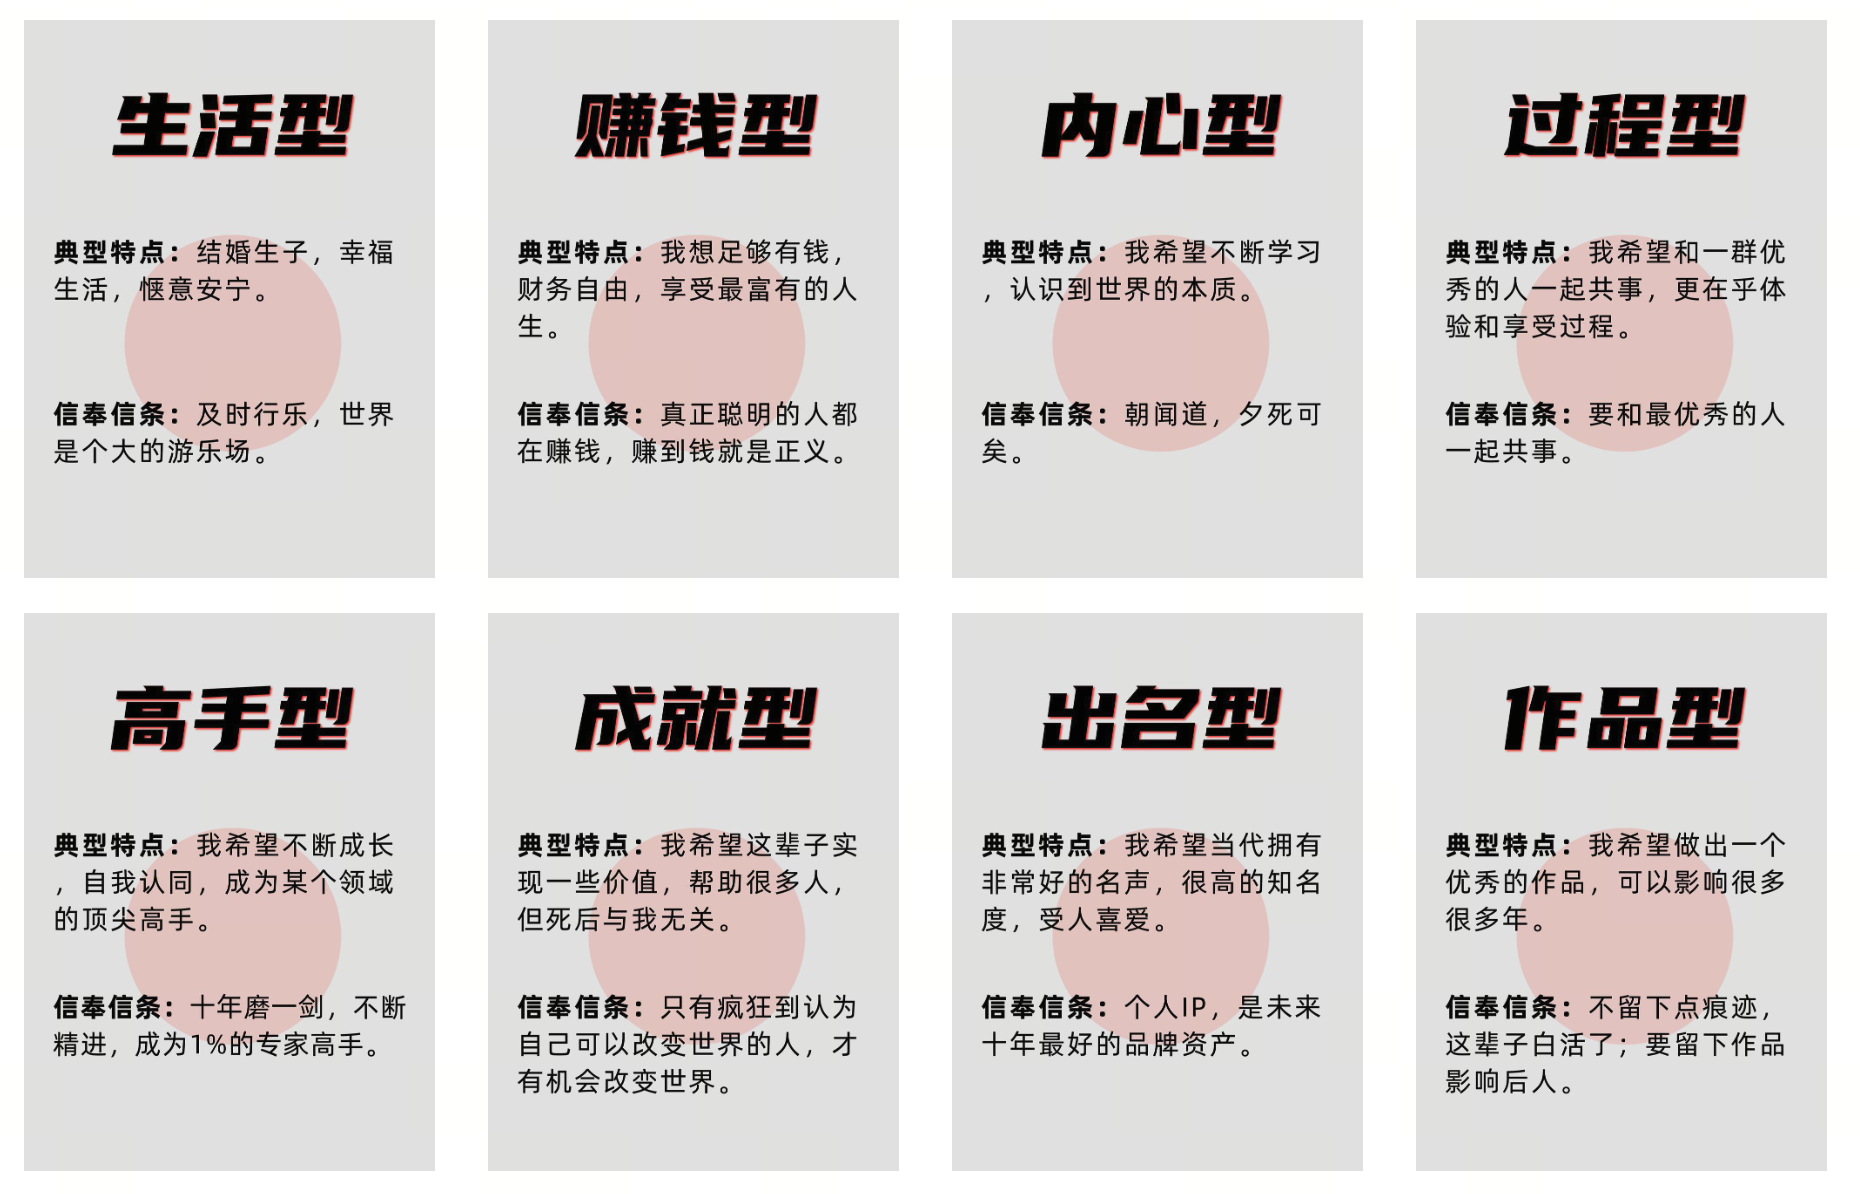 生活型
典型特点：结婚生子，幸福
生活，惬意安宁。
信奉信条：及时行乐，世界
是个大的游乐场。
赚钱型
典型特点：我想足够有钱，
财务自由，享受最富有的人
生。
信奉信条：真正聪明的人都
在赚钱，赚到钱就是正义。
内心型
典型特点：我希望不断学习
，认识到世界的本质。
信奉信条：朝闻道，夕死可
矣。
过程型
典型特点：我希望和一群优
秀的人一起共事，更在乎体
验和享受过程。
信奉信条：要和最优秀的人
一起共事。
高手型
典型特点：我希望不断成长
，自我认同，成为某个领域
的顶尖高手。
信奉信条：十年磨一剑，不断
精进，成为1%的专家高手。
成就型
典型特点：我希望这辈子实
现一些价值，帮助很多人，
但死后与我无关。
信奉信条：只有疯狂到认为
自己可以改变世界的人，才
有机会改变世界。
出名型
典型特点：我希望当代拥有
非常好的名声，很高的知名
度，受人喜爱。
信奉信条：个人IP，是未来
十年最好的品牌资产。
作品型
典型特点：我希望做出一个
优秀的作品，可以影响很多
很多年。
信奉信条：不留下点痕迹，
这辈子白活了；要留下作品
影响后人。